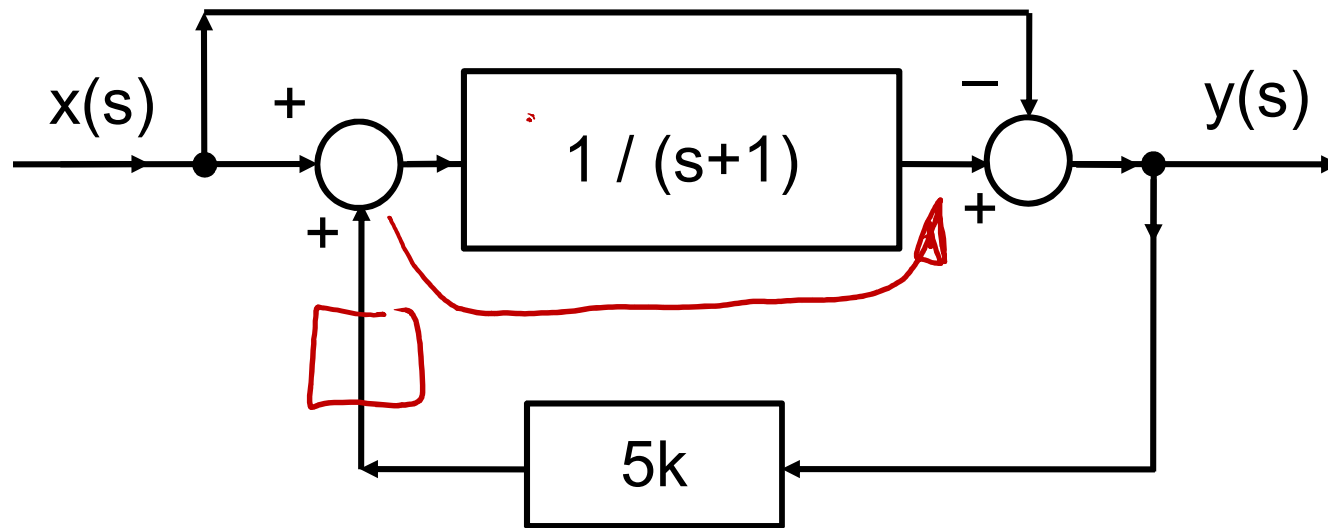 x(s)
+
−
y(s)
1 / (s+1)
+
+
5k